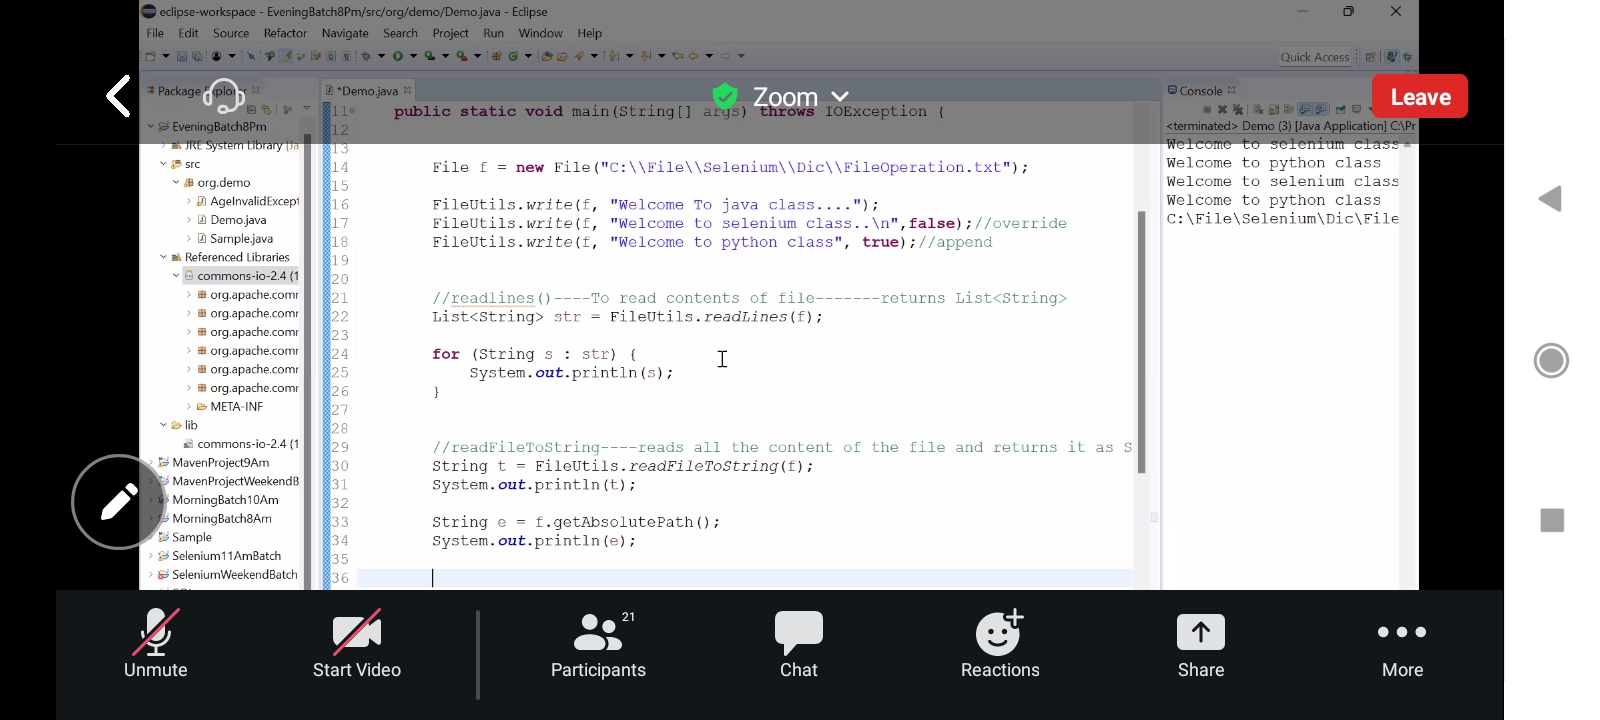 eclipse-workspace - EveningBatch8Pm/src/org/demo/Demo.java - Eclipse
File Edit Source Refactor Navigate Search Project Run Window Help
Quick Access
Package Explorer
*Demo.java
Console
Zoom
Leave
<terminated> Demo (3) [Java Application] C:\Pr
EveningBatch8Pm
JRE System Library [Ja
src
org.demo
AgeInvalidExcept
Demo.java
Sample.java
Referenced Libraries
commons-io-2.4 (1
org.apache.comm
org.apache.comm
org.apache.comm
org.apache.comm
org.apache.comm
org.apache.comm
META-INF
lib
commons-io-2.4 (1
MavenProject9Am
MavenProjectWeekendB
MorningBatch10Am
MorningBatch8Am
Sample
Selenium11AmBatch
SeleniumWeekendBatch
11 public static void main(String[] args) throws IOException {
12
13
14 File f = new File("C:\\File\\Selenium\\Dic\\FileOperation.txt");
15
16 FileUtils.write(f, "Welcome To java class....");
17 FileUtils.write(f, "Welcome to selenium class..\n",false);//override
18 FileUtils.write(f, "Welcome to python class", true);//append
19
20
21 //readlines()----To read contents of file-------returns List<String>
22 List<String> str = FileUtils.readLines(f);
23
24 for (String s : str) {
25 System.out.println(s);
26 }
27
28
29 //readFileToString----reads all the content of the file and returns it as S
30 String t = FileUtils.readFileToString(f);
31 System.out.println(t);
32
33 String e = f.getAbsolutePath();
34 System.out.println(e);
35
36
Welcome to selenium class
Welcome to python class
Welcome to selenium class
Welcome to python class
C:\File\Selenium\Dic\File
21
Unmute Start Video Participants Chat Reactions Share More